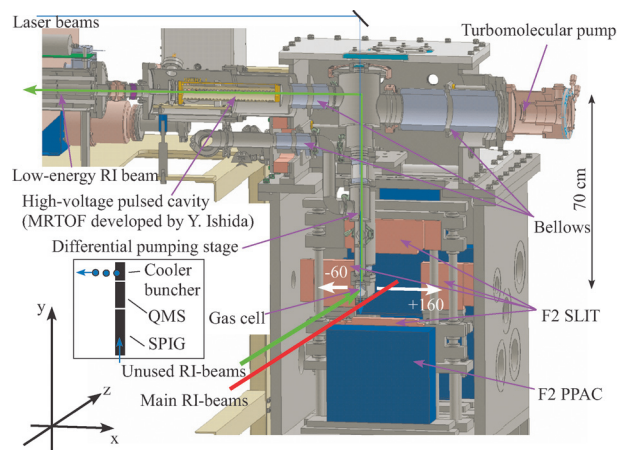 Laser beams
Turbomolecular pump
Low-energy RI beam
High-voltage pulsed cavity
(MRTOF developed by Y. Ishida)
Differential pumping stage
70 cm
Bellows
Cooler
buncher
QMS
SPIG
-60
+160
Gas cell
F2 SLIT
Unused RI-beams
Main RI-beams
F2 PPAC
y
z
x